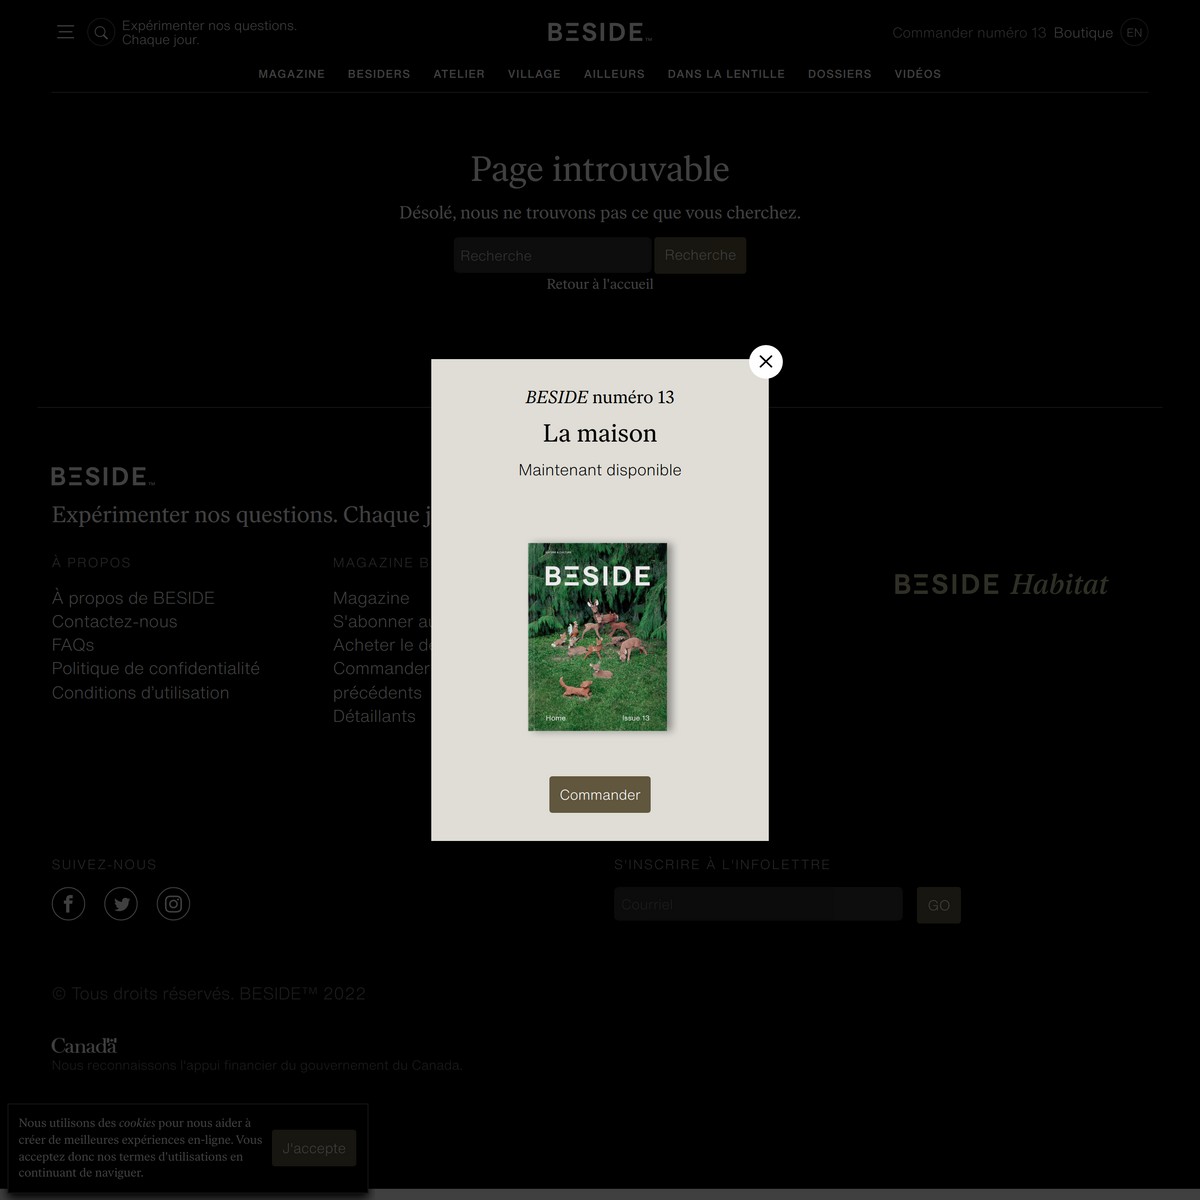 Expérimenter nos questions.
Chaque jour.
BESIDE™
Commander numéro 13 Boutique EN
MAGAZINE BESIDERS ATELIER VILLAGE AILLEURS DANS LA LENTILLE DOSSIERS VIDÉOS
Page introuvable
Désolé, nous ne trouvons pas ce que vous cherchez.
Recherche Recherche
Retour à l'accueil
BESIDE numéro 13
La maison
Maintenant disponible
BESIDE
Home Issue 13
Commander
BESIDE™
Expérimenter nos questions. Chaque j
À PROPOS
À propos de BESIDE
Contactez-nous
FAQs
Politique de confidentialité
Conditions d'utilisation
MAGAZINE B
Magazine
S'abonner au
Acheter le de
Commander
précédents
Détaillants
BESIDE Habitat
SUIVEZ-NOUS
S'INSCRIRE À L'INFOLETTRE
Courriel GO
© Tous droits réservés. BESIDE™ 2022
Canada
Nous reconnaissons l'appui financier du gouvernement du Canada.
Nous utilisons des cookies pour nous aider à
créer de meilleures expériences en-ligne. Vous
acceptez donc nos termes d'utilisations en
continuant de naviguer.
J'accepte